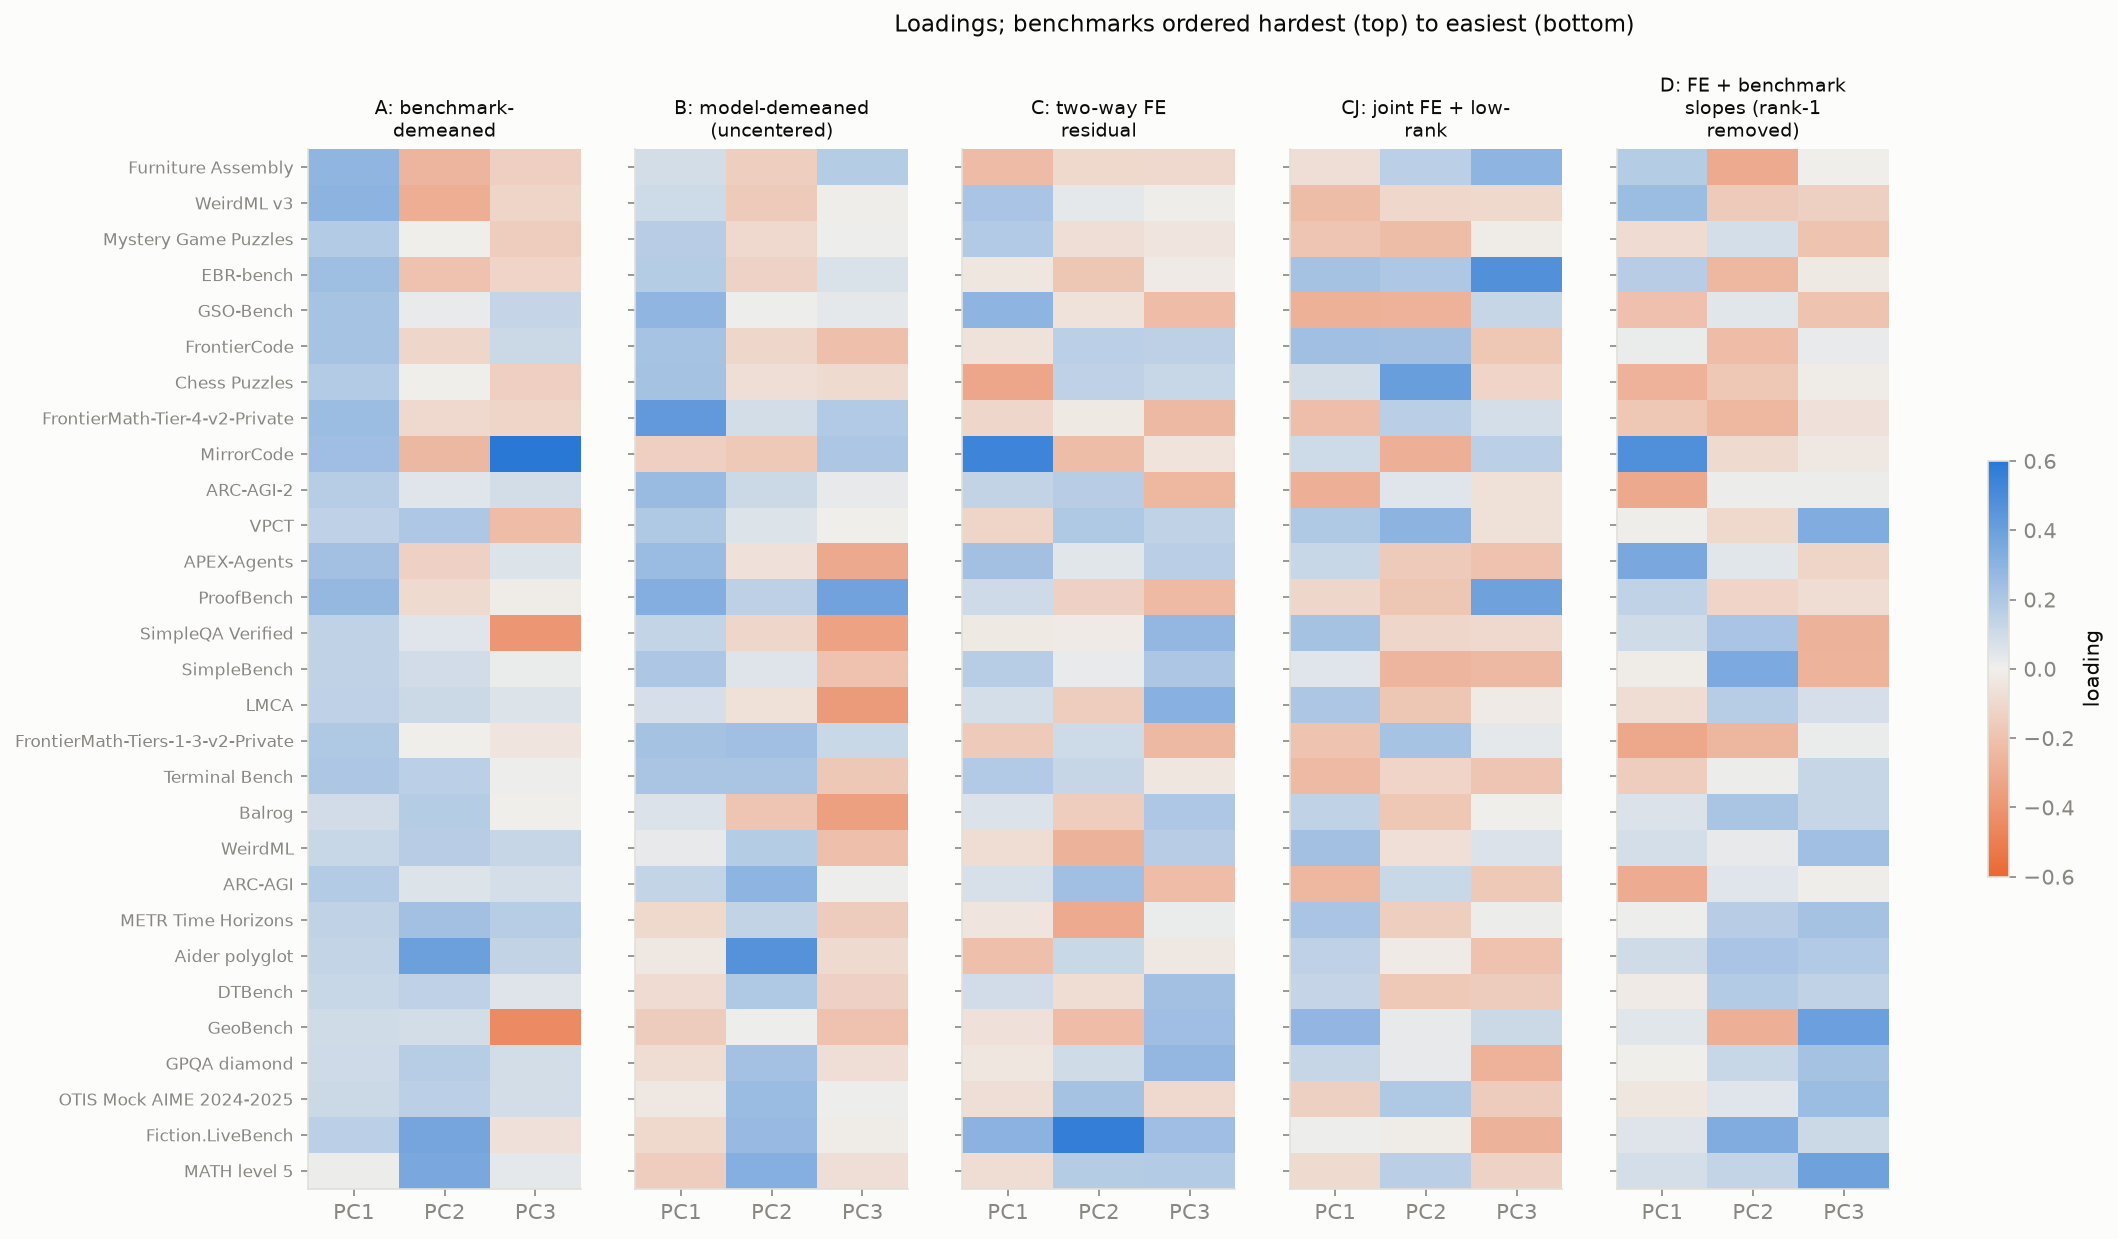 Loadings; benchmarks ordered hardest (top) to easiest (bottom)
A: benchmark-
demeaned
B: model-demeaned
(uncentered)
C: two-way FE
residual
CJ: joint FE + low-
rank
D: FE + benchmark
slopes (rank-1
removed)
Furniture Assembly
WeirdML v3
Mystery Game Puzzles
EBR-bench
GSO-Bench
FrontierCode
Chess Puzzles
FrontierMath-Tier-4-v2-Private
MirrorCode
ARC-AGI-2
VPCT
APEX-Agents
ProofBench
SimpleQA Verified
SimpleBench
LMCA
FrontierMath-Tiers-1-3-v2-Private
Terminal Bench
Balrog
WeirdML
ARC-AGI
METR Time Horizons
Aider polyglot
DTBench
GeoBench
GPQA diamond
OTIS Mock AIME 2024-2025
Fiction.LiveBench
MATH level 5
PC1 PC2 PC3
PC1 PC2 PC3
PC1 PC2 PC3
PC1 PC2 PC3
PC1 PC2 PC3
0.6
0.4
0.2
0.0
−0.2
−0.4
−0.6
loading